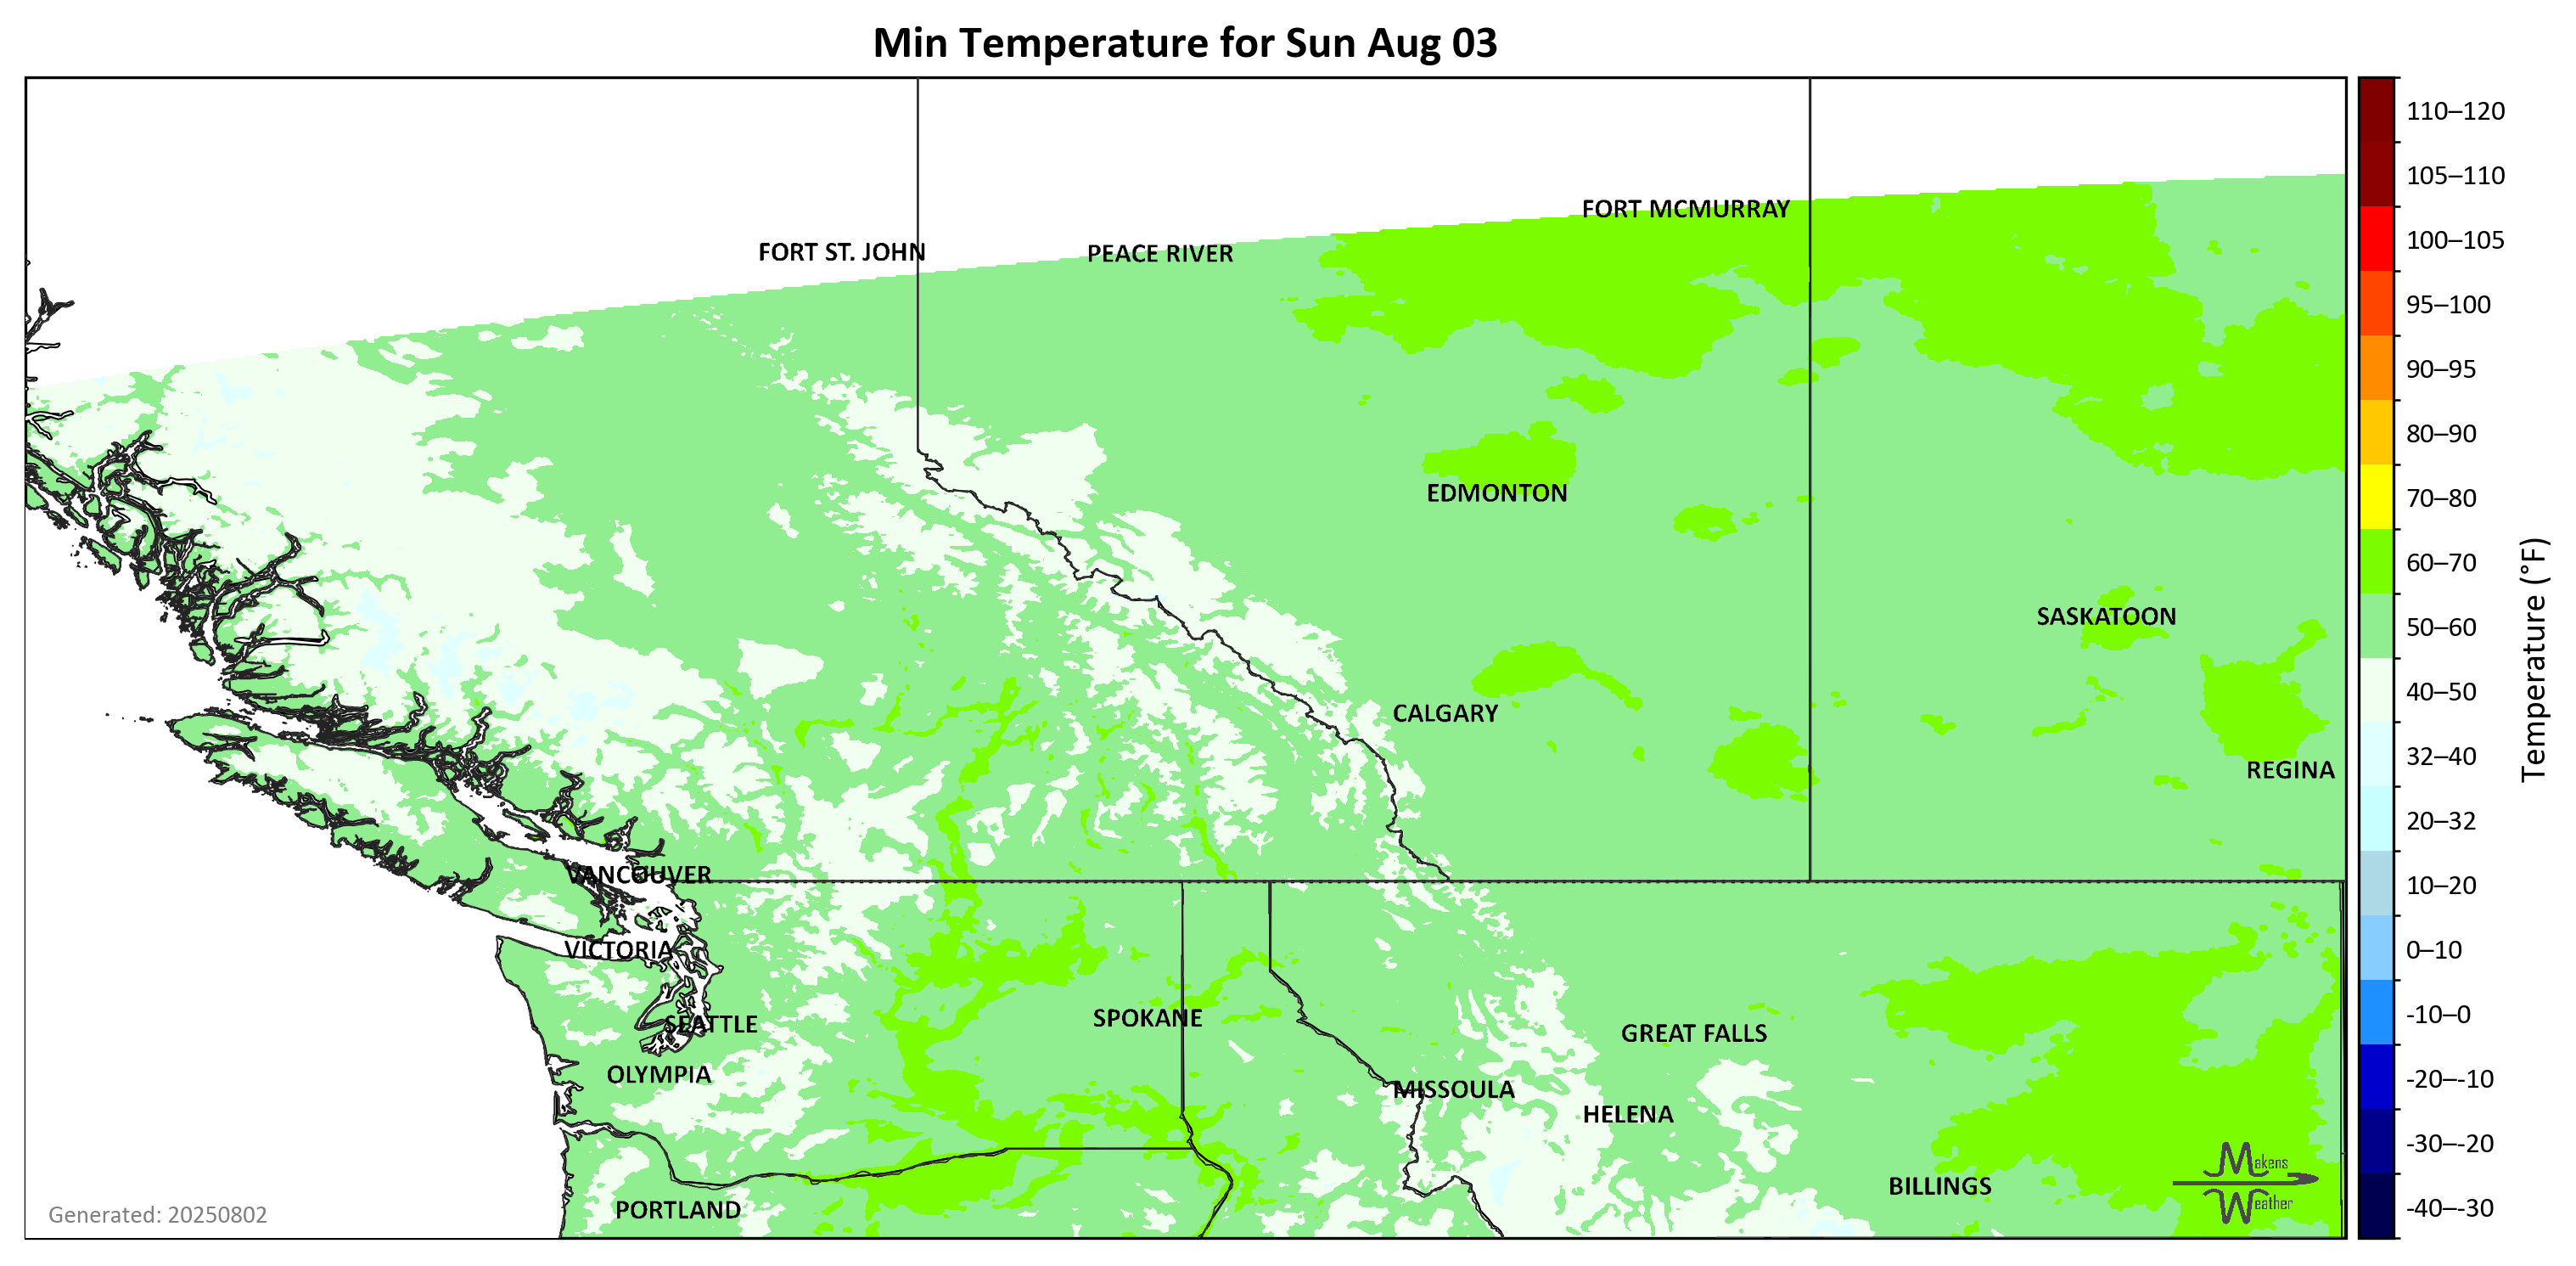 Min Temperature for Sun Aug 03
FORT MCMURRAY
FORT ST. JOHN
PEACE RIVER
EDMONTON
SASKATOON
CALGARY
REGINA
VANCOUVER
VICTORIA
SEATTLE
SPOKANE
GREAT FALLS
OLYMPIA
MISSOULA
HELENA
BILLINGS
PORTLAND
Makens
Weather
Generated: 20250802
110–120
105–110
100–105
95–100
90–95
80–90
70–80
60–70
50–60
40–50
32–40
20–32
10–20
0–10
-10–0
-20–-10
-30–-20
-40–-30
Temperature (°F)